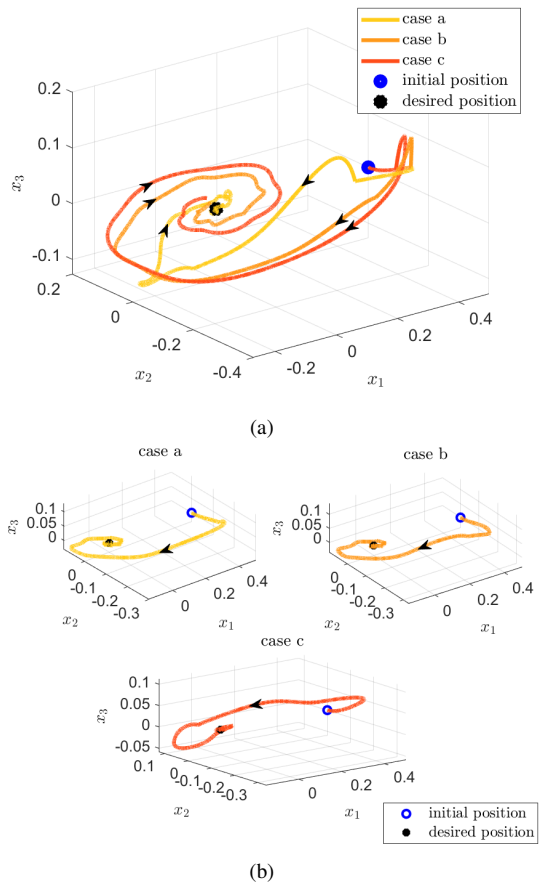 case a
case b
case c
initial position
desired position
0.2
0.1
0
-0.1
x3
0.2
0
-0.2
-0.4
x2
-0.2
0
0.2
0.4
x1
(a)
case a
0.1
0.05
0
x3
0
-0.1
-0.2
-0.3
x2
0
0.2
0.4
x1
case b
0.1
0.05
0
x3
0
-0.1
-0.2
-0.3
x2
0
0.2
0.4
x1
case c
0.1
0.05
0
-0.05
x3
0.1
0
-0.1
-0.2
-0.3
x2
0
0.2
0.4
x1
initial position
desired position
(b)